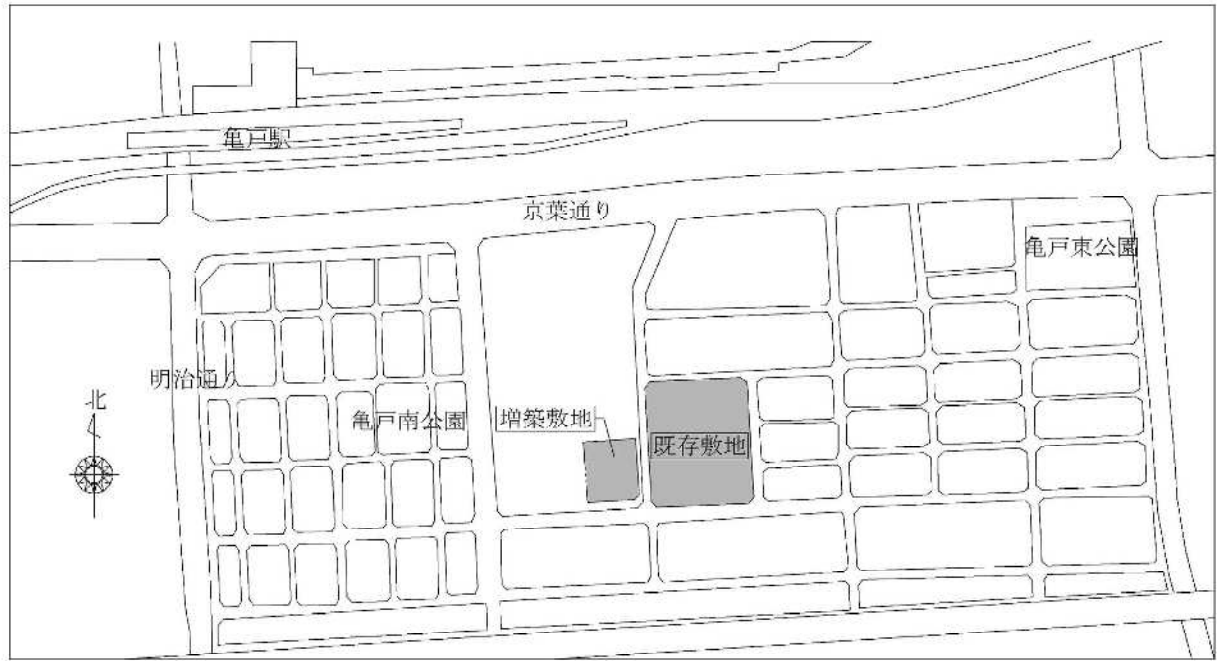 亀戸駅
京葉通り
亀戸東公園
明治通り
北
亀戸南公園
増築敷地
既存敷地